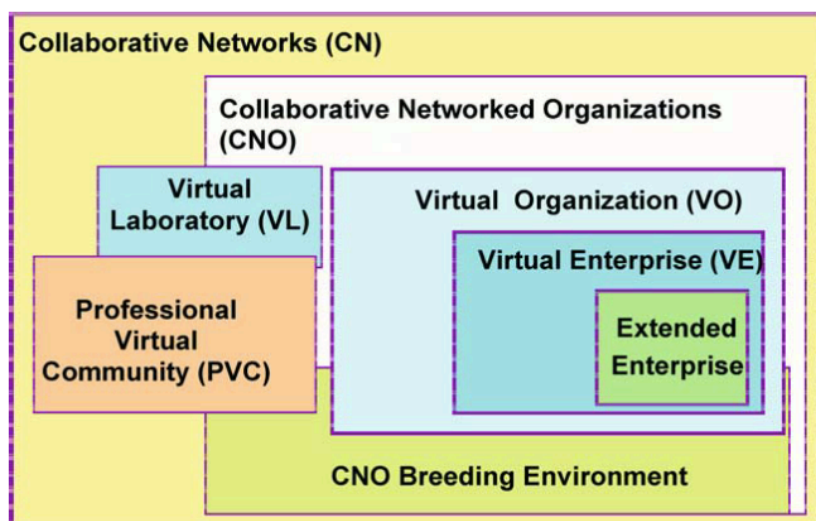 Collaborative Networks (CN)
Collaborative Networked Organizations
(CNO)
Virtual
Laboratory (VL)
Virtual Organization (VO)
Virtual Enterprise (VE)
Professional
Virtual
Community (PVC)
Extended
Enterprise
CNO Breeding Environment